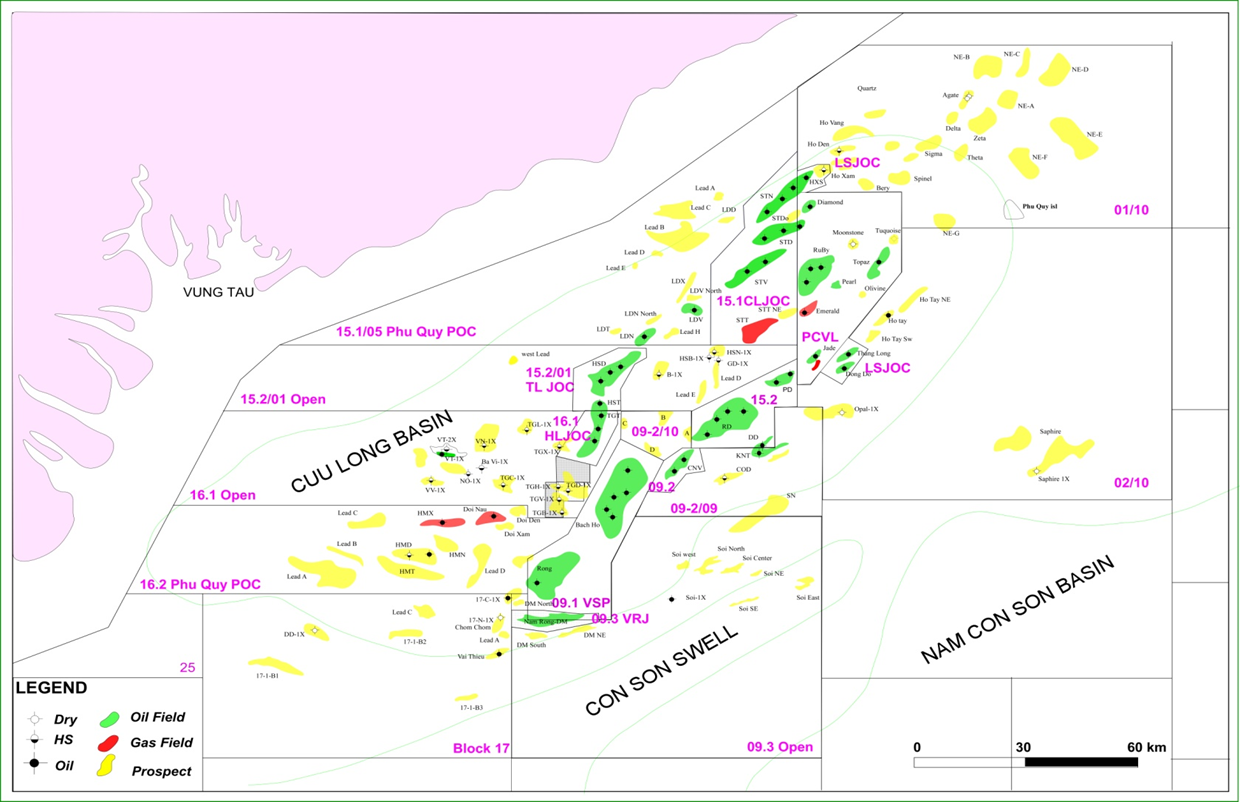 NE-B
NE-C
NE-D
Quartz
Agate
NE-A
Ho Vang
Delta
Zeta
NE-E
Ho Den
Sigma
Theta
NE-F
LSJOC
HXS
Ho Xam
Bery
Spinel
Lead A
STN
Diamond
Phu Quy isl
01/10
Lead C
LDD
STDo
Lead B
STD
Moonstone
Tuquoise
NE-G
Lead D
RuBy
Topaz
Lead E
LDX
STV
Pearl
VUNG TAU
LDV North
Olivine
15.1CLJOC
Ho Tay NE
LDN North
LDV
STT NE
Emerald
STT
Ho tay
15.1/05 Phu Quy POC
LDT
LDN
Lead H
PCVL
Ho Tay Sw
west Lead
HSD
HSN-1X
HSB-1X
GD-1X
Jade
Thang Long
LSJOC
Dong Do
15.2/01
TL JOC
B-1X
Lead D
PD
15.2/01 Open
Lead E
15.2
HST
TGT
Opal-1X
CUU LONG BASIN
TGL-1X
16.1
HLJOC
C
09-2/10
B
A
RD
Saphire
VT-2X
VN-1X
TGX-1X
D
DD
VT-1X
Ba Vi-1X
KNT
VV-1X
NO-1X
TGC-1X
CNV
COD
Saphire 1X
TGH-1X
TGD-1X
09.2
02/10
16.1 Open
TGV-1X
SN
Lead C
HMX
Doi Nau
Doi Den
TGE-1X
Bach Ho
09-2/09
Doi Xam
Lead B
HMD
HMN
Soi west
Soi North
Soi Center
Lead A
HMT
Lead D
Rong
Soi NE
16.2 Phu Quy POC
17-C-1X
DM North
09.1 VSP
Soi-1X
Soi SE
Soi East
Lead C
17-N-1X
Chom Chom
Nam Rong-DM
09.3 VRJ
DD-1X
17-1-B2
Lead A
DM South
DM NE
NAM CON SON BASIN
Vai Thieu
CON SON SWELL
25
17-1-B1
17-1-B3
Block 17
09.3 Open
LEGEND
Dry
Oil Field
HS
Gas Field
Oil
Prospect
0 30 60 km